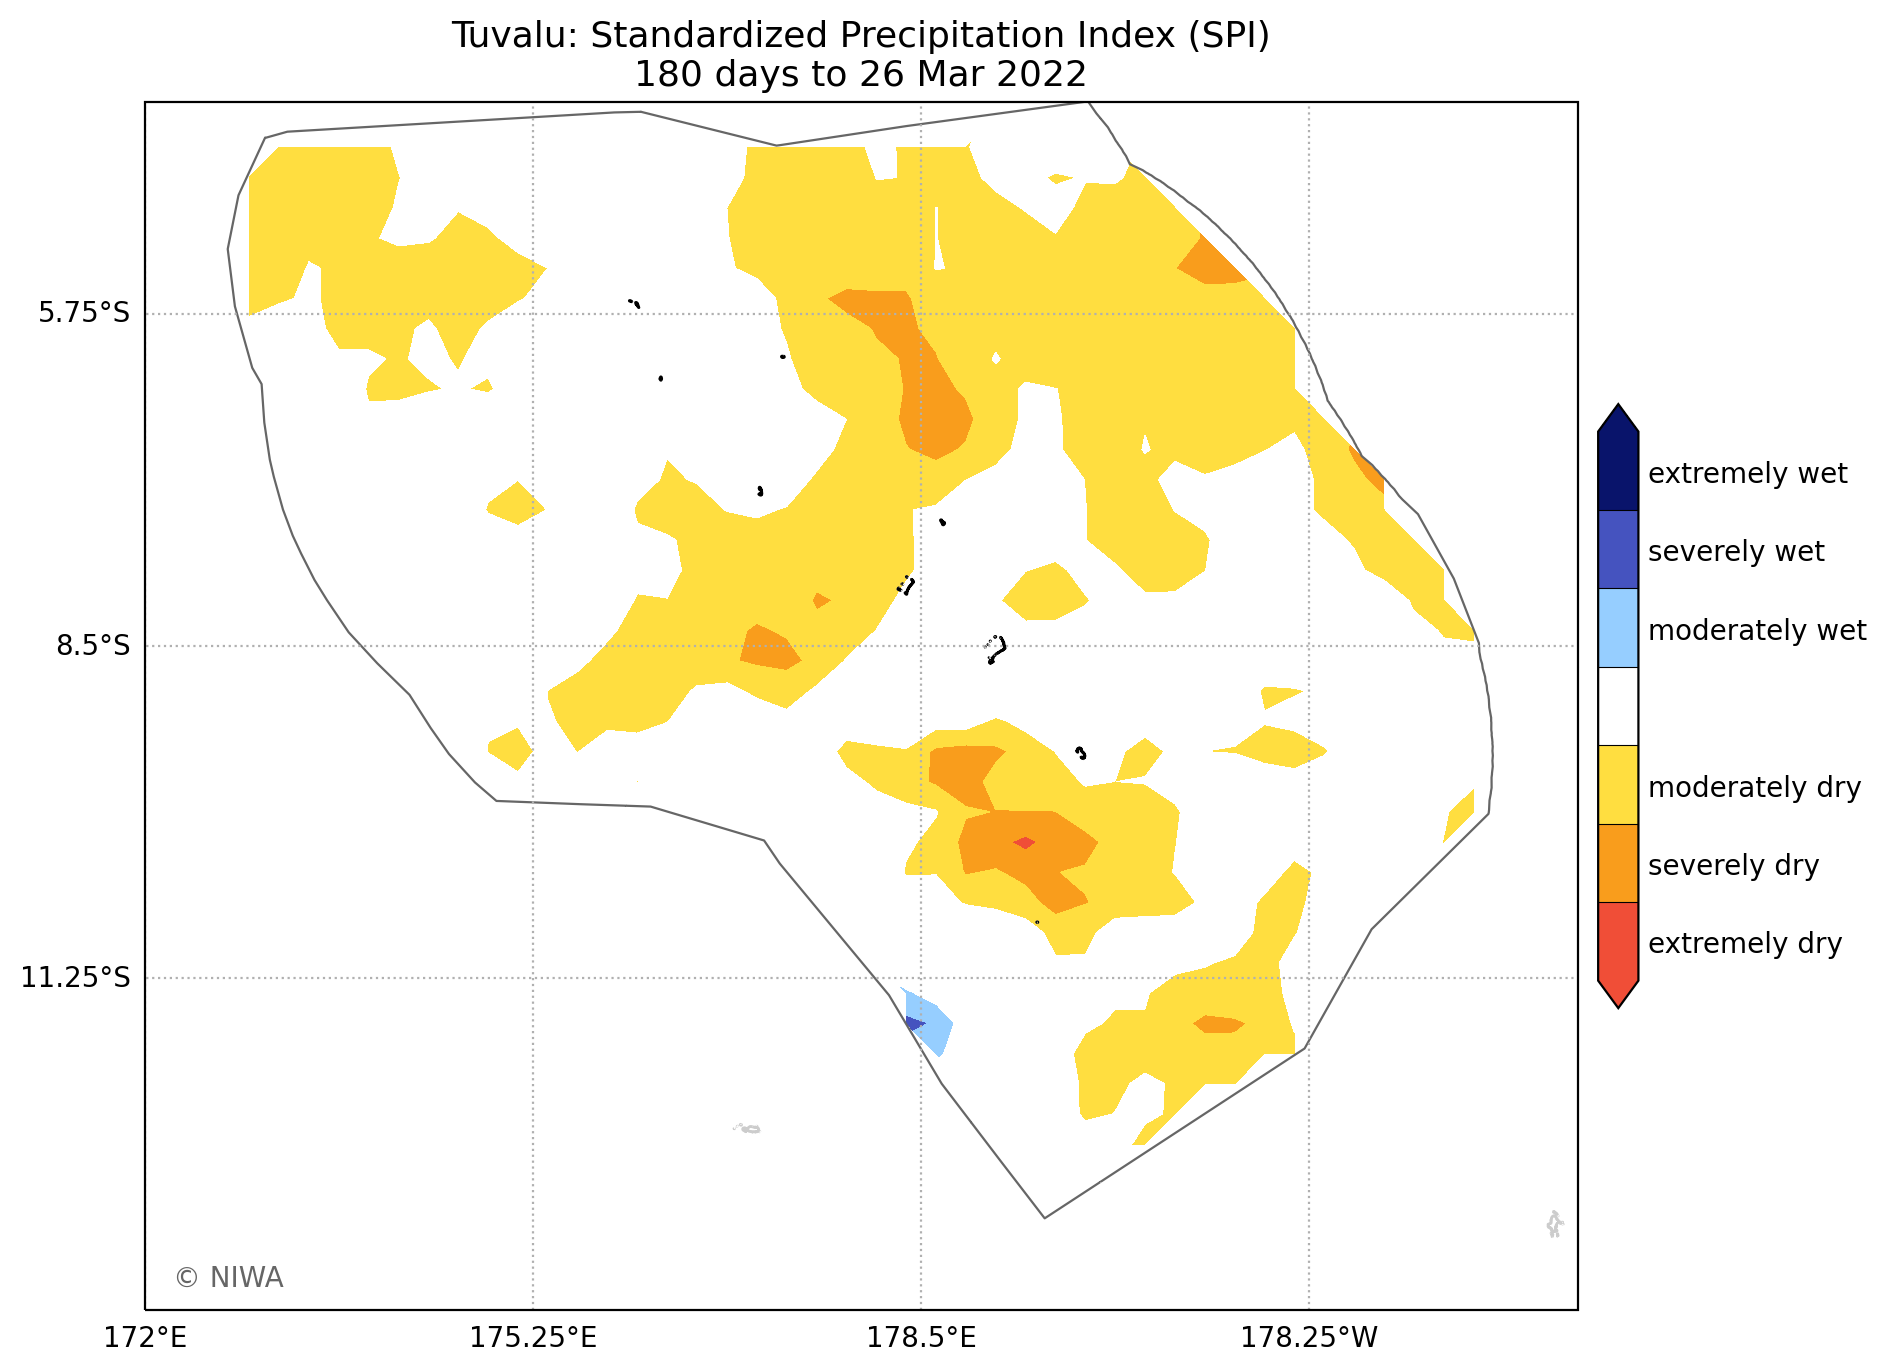 Tuvalu: Standardized Precipitation Index (SPI)
180 days to 26 Mar 2022
5.75°S
8.5°S
11.25°S
172°E
175.25°E
178.5°E
178.25°W
extremely wet
severely wet
moderately wet
moderately dry
severely dry
extremely dry
© NIWA